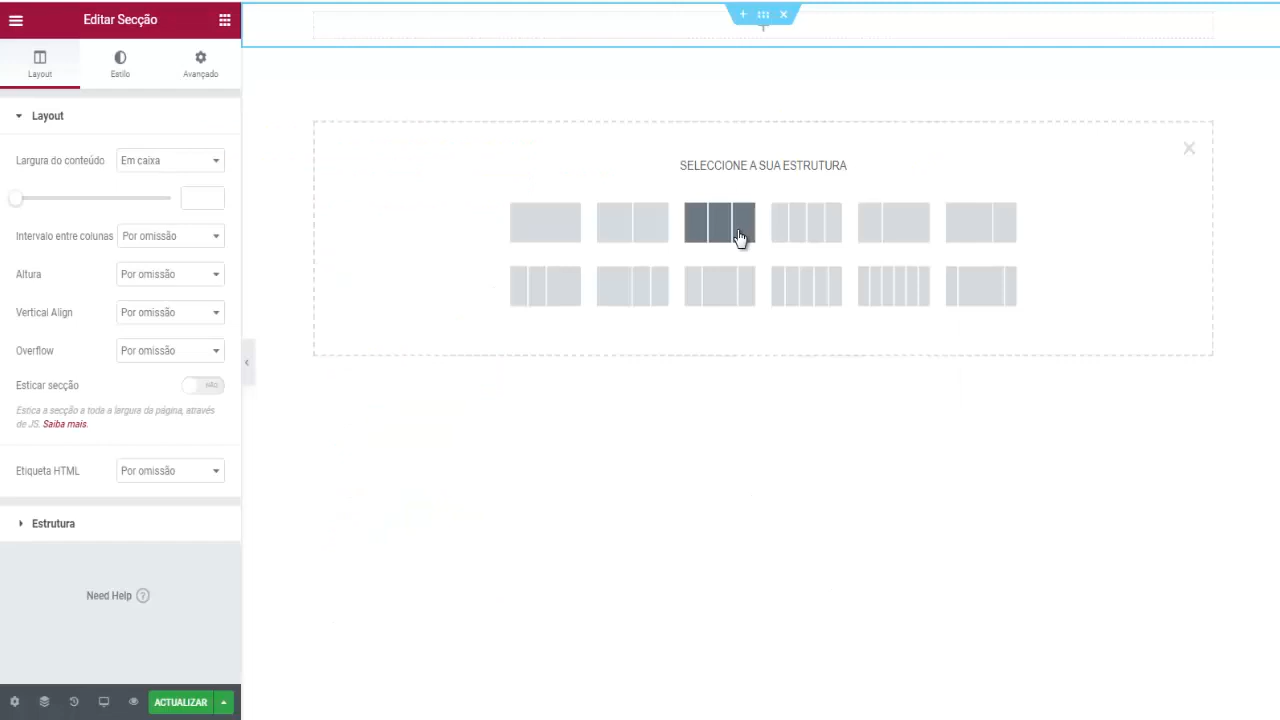 Editar Secção
Layout
Estilo
Avançado
Layout
Largura do conteúdo
Em caixa
Intervalo entre colunas
Por omissão
Altura
Por omissão
Vertical Align
Por omissão
Overflow
Por omissão
Esticar secção
NÃO
Estica a secção a toda a largura da página, através
de JS. Saiba mais.
Etiqueta HTML
Por omissão
Estrutura
Need Help
ACTUALIZAR
SELECCIONE A SUA ESTRUTURA